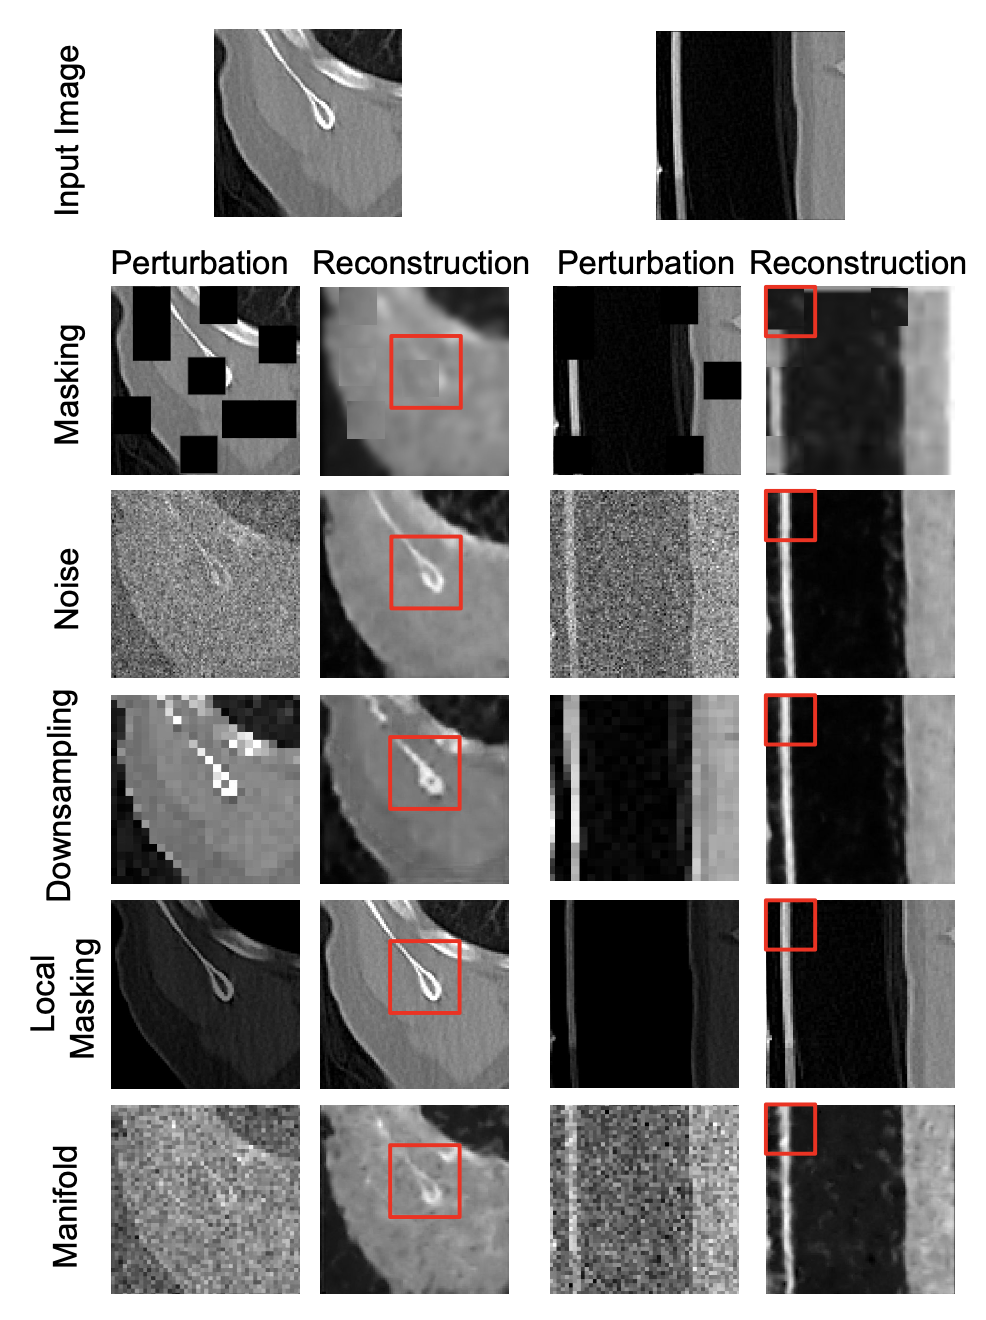 Input Image
Perturbation Reconstruction Perturbation Reconstruction
Masking
Noise
Downsampling
Local
Masking
Manifold